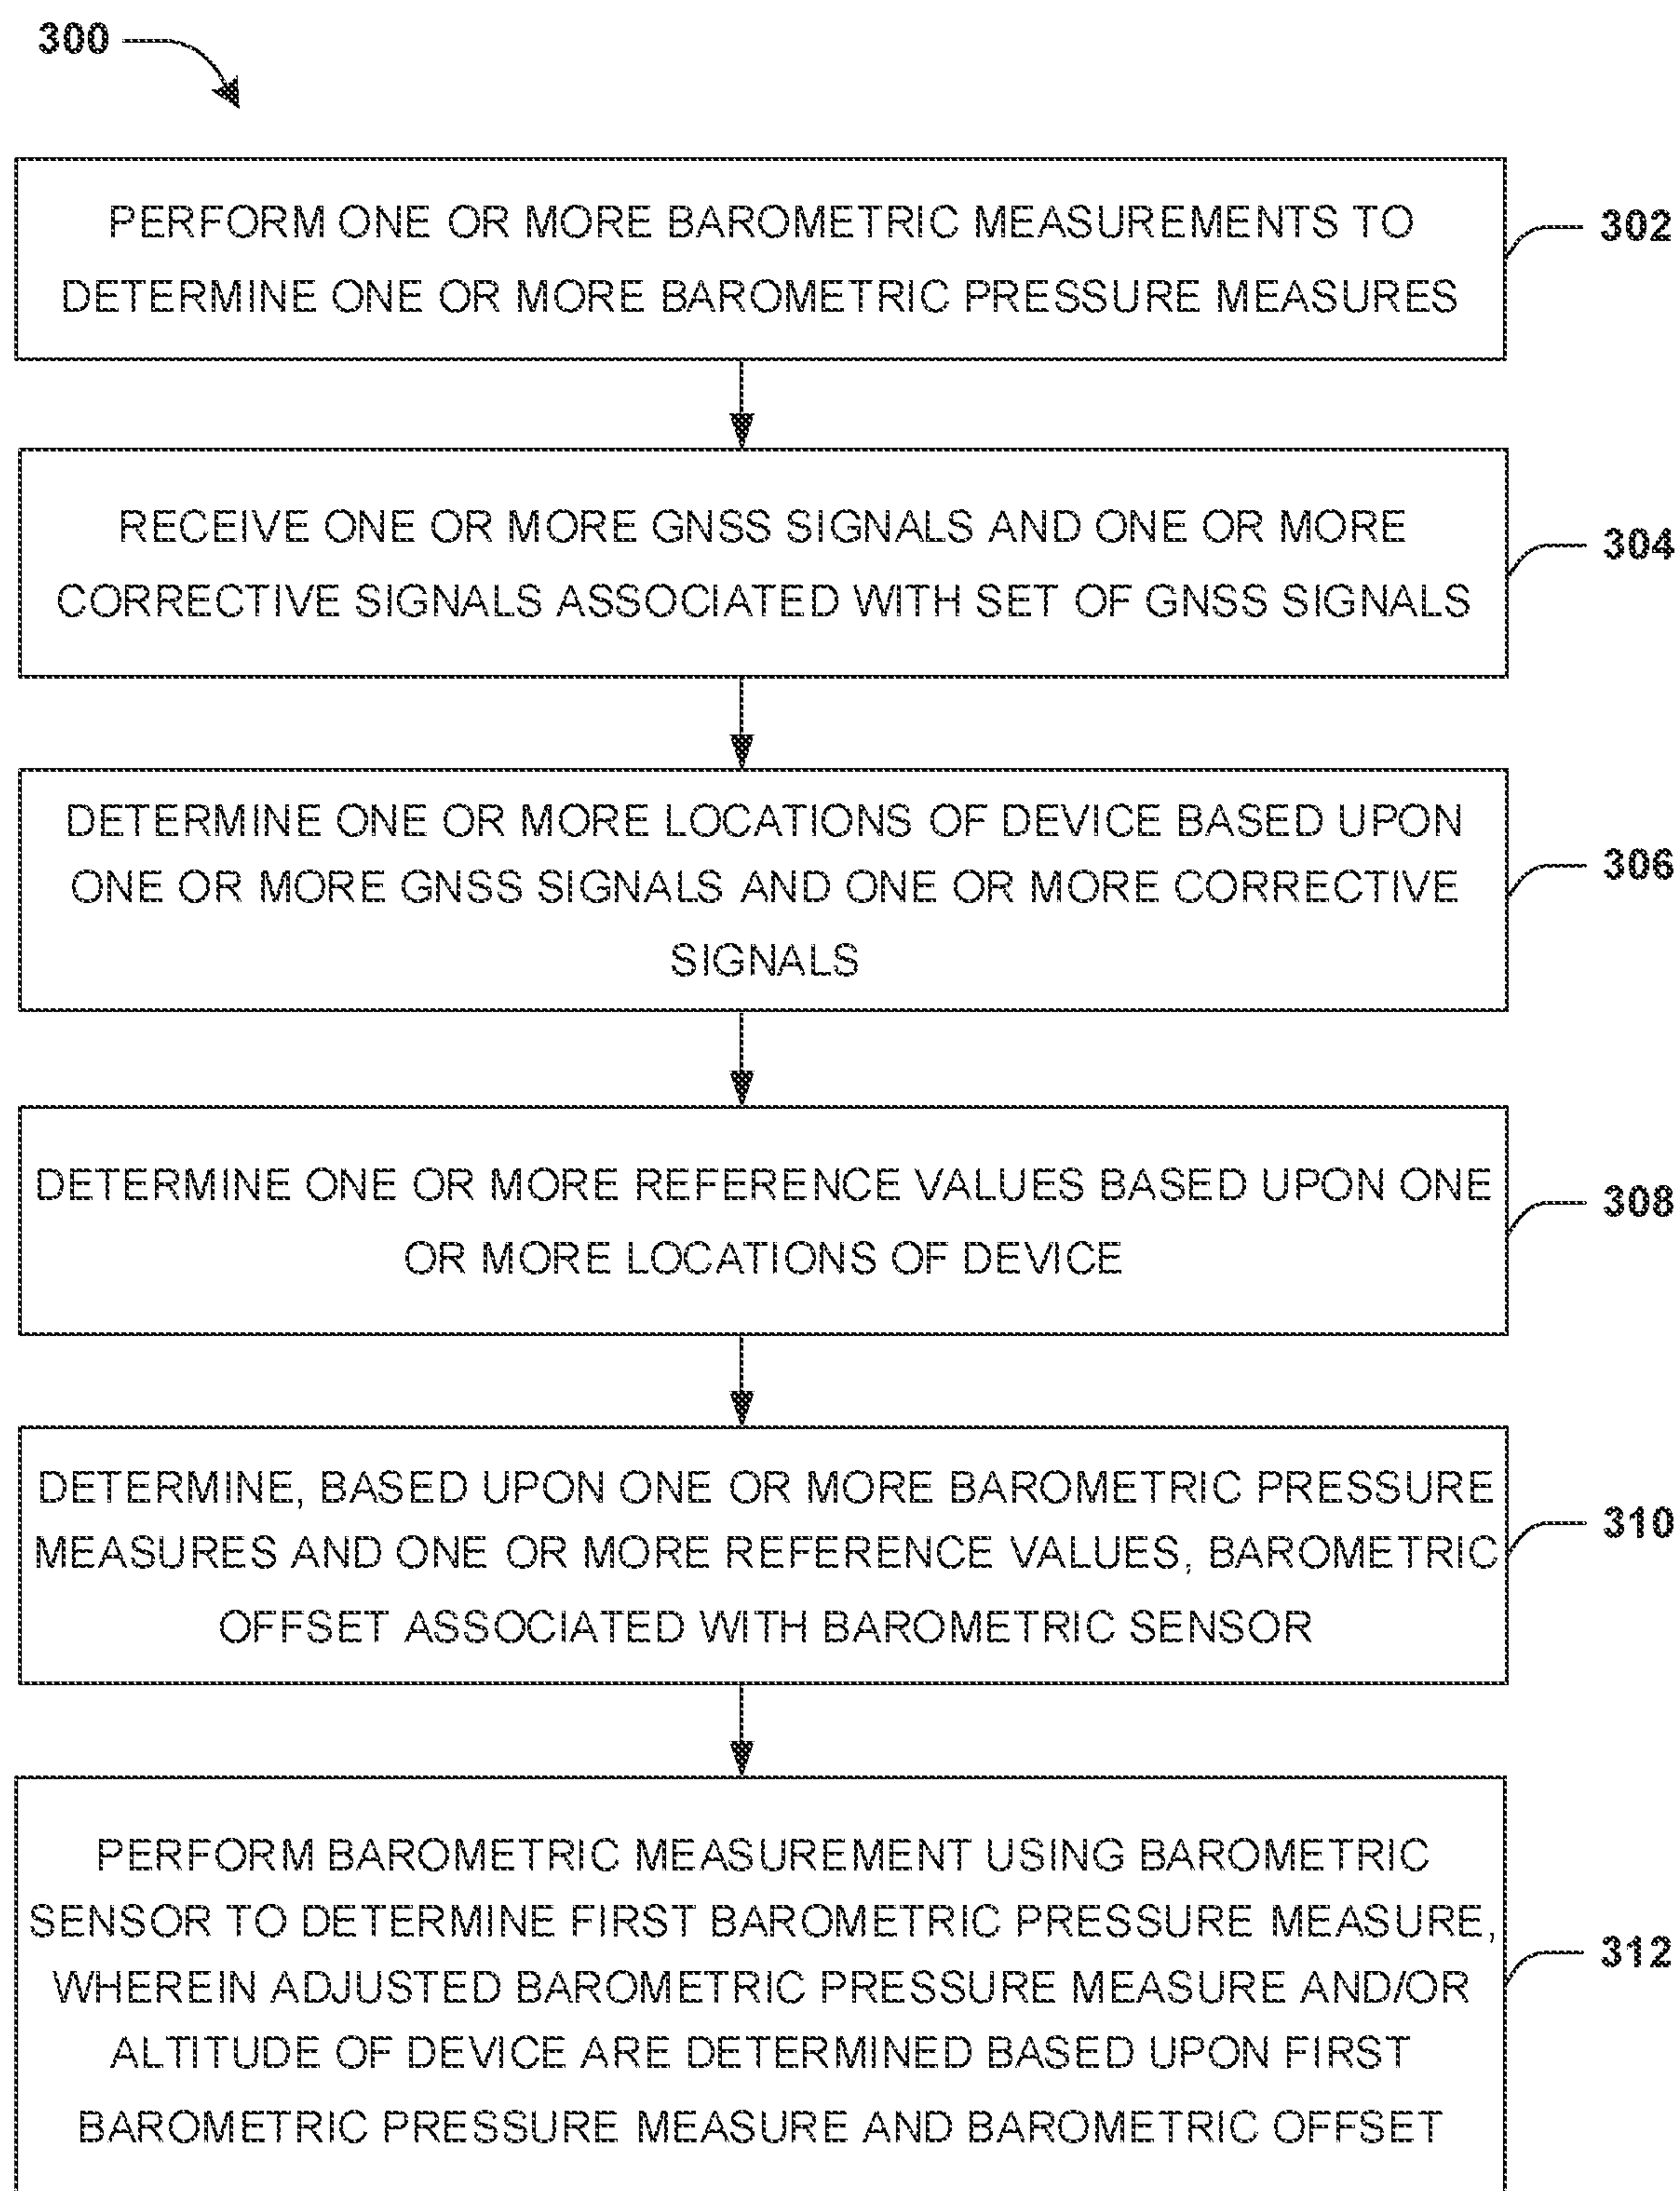 300
PERFORM ONE OR MORE BAROMETRIC MEASUREMENTS TO
DETERMINE ONE OR MORE BAROMETRIC PRESSURE MEASURES
302
RECEIVE ONE OR MORE GNSS SIGNALS AND ONE OR MORE
CORRECTIVE SIGNALS ASSOCIATED WITH SET OF GNSS SIGNALS
304
DETERMINE ONE OR MORE LOCATIONS OF DEVICE BASED UPON
ONE OR MORE GNSS SIGNALS AND ONE OR MORE CORRECTIVE
SIGNALS
306
DETERMINE ONE OR MORE REFERENCE VALUES BASED UPON ONE
OR MORE LOCATIONS OF DEVICE
308
DETERMINE, BASED UPON ONE OR MORE BAROMETRIC PRESSURE
MEASURES AND ONE OR MORE REFERENCE VALUES, BAROMETRIC
OFFSET ASSOCIATED WITH BAROMETRIC SENSOR
310
PERFORM BAROMETRIC MEASUREMENT USING BAROMETRIC
SENSOR TO DETERMINE FIRST BAROMETRIC PRESSURE MEASURE,
WHEREIN ADJUSTED BAROMETRIC PRESSURE MEASURE AND/OR
ALTITUDE OF DEVICE ARE DETERMINED BASED UPON FIRST
BAROMETRIC PRESSURE MEASURE AND BAROMETRIC OFFSET
312